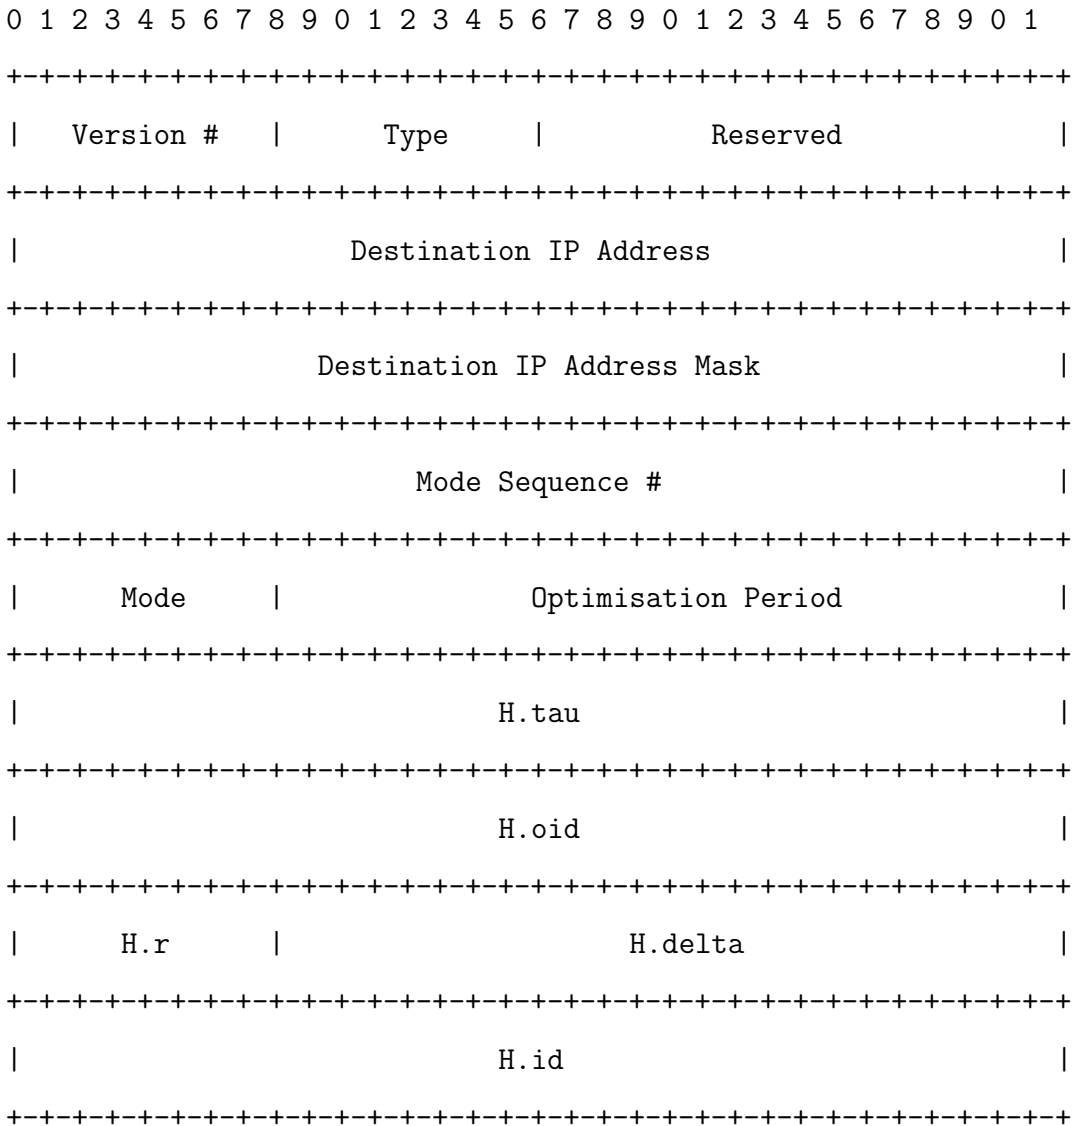 0 1 2 3 4 5 6 7 8 9 0 1 2 3 4 5 6 7 8 9 0 1 2 3 4 5 6 7 8 9 0 1
+-+-+-+-+-+-+-+-+-+-+-+-+-+-+-+-+-+-+-+-+-+-+-+-+-+-+-+-+-+-+-+-+
|   Version #   |      Type     |          Reserved             |
+-+-+-+-+-+-+-+-+-+-+-+-+-+-+-+-+-+-+-+-+-+-+-+-+-+-+-+-+-+-+-+-+
|                    Destination IP Address                     |
+-+-+-+-+-+-+-+-+-+-+-+-+-+-+-+-+-+-+-+-+-+-+-+-+-+-+-+-+-+-+-+-+
|                  Destination IP Address Mask                  |
+-+-+-+-+-+-+-+-+-+-+-+-+-+-+-+-+-+-+-+-+-+-+-+-+-+-+-+-+-+-+-+-+
|                        Mode Sequence #                        |
+-+-+-+-+-+-+-+-+-+-+-+-+-+-+-+-+-+-+-+-+-+-+-+-+-+-+-+-+-+-+-+-+
|      Mode     |               Optimisation Period             |
+-+-+-+-+-+-+-+-+-+-+-+-+-+-+-+-+-+-+-+-+-+-+-+-+-+-+-+-+-+-+-+-+
|                             H.tau                             |
+-+-+-+-+-+-+-+-+-+-+-+-+-+-+-+-+-+-+-+-+-+-+-+-+-+-+-+-+-+-+-+-+
|                             H.oid                             |
+-+-+-+-+-+-+-+-+-+-+-+-+-+-+-+-+-+-+-+-+-+-+-+-+-+-+-+-+-+-+-+-+
|      H.r      |                     H.delta                   |
+-+-+-+-+-+-+-+-+-+-+-+-+-+-+-+-+-+-+-+-+-+-+-+-+-+-+-+-+-+-+-+-+
|                             H.id                              |
+-+-+-+-+-+-+-+-+-+-+-+-+-+-+-+-+-+-+-+-+-+-+-+-+-+-+-+-+-+-+-+-+